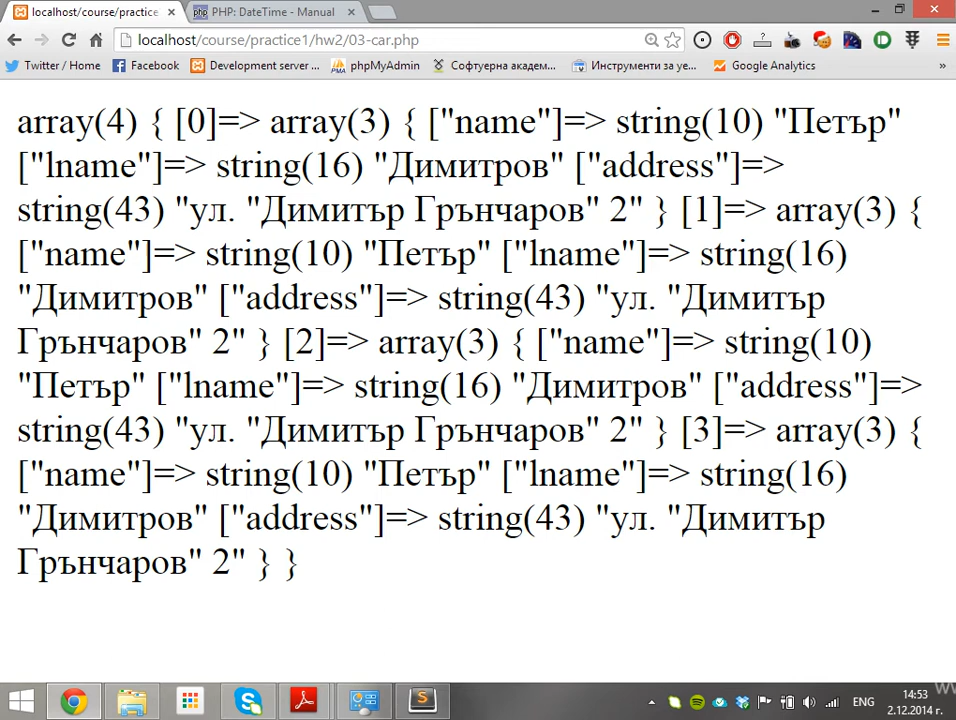 localhost/course/practice
PHP: DateTime - Manual
localhost/course/practice1/hw2/03-car.php
Twitter / Home Facebook Development server ... phpMyAdmin Софтуерна академ... Инструменти за уе... Google Analytics »
array(4) { [0]=> array(3) { ["name"]=> string(10) "Петър"
["lname"]=> string(16) "Димитров" ["address"]=>
string(43) "ул. "Димитър Грънчаров" 2" } [1]=> array(3) {
["name"]=> string(10) "Петър" ["lname"]=> string(16)
"Димитров" ["address"]=> string(43) "ул. "Димитър
Грънчаров" 2" } [2]=> array(3) { ["name"]=> string(10)
"Петър" ["lname"]=> string(16) "Димитров" ["address"]=>
string(43) "ул. "Димитър Грънчаров" 2" } [3]=> array(3) {
["name"]=> string(10) "Петър" ["lname"]=> string(16)
"Димитров" ["address"]=> string(43) "ул. "Димитър
Грънчаров" 2" } }
ENG
14:53
2.12.2014 г.